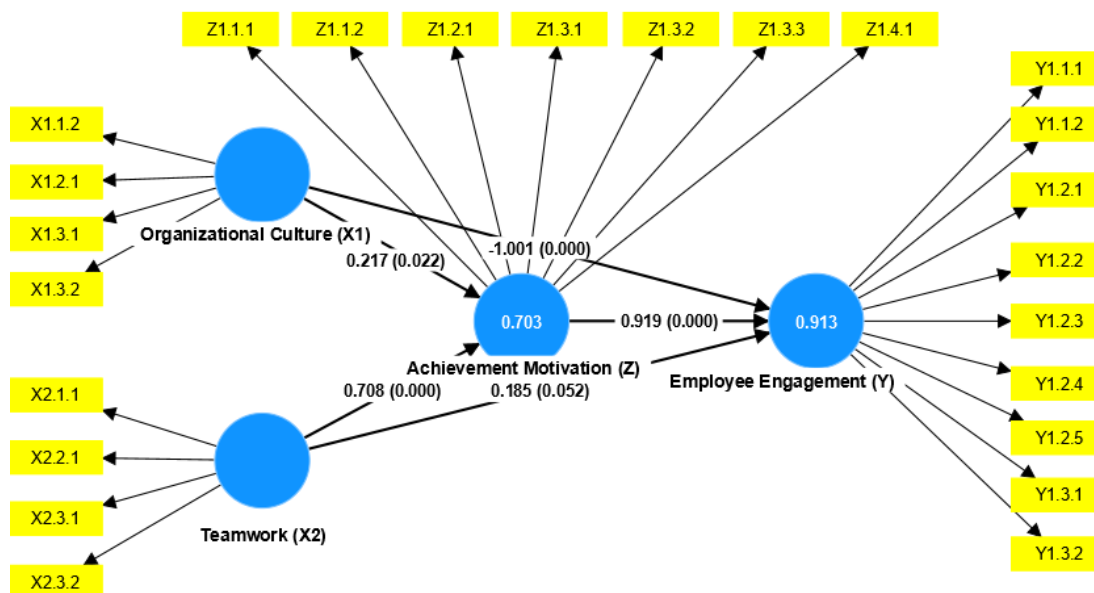 Z1.1.1
Z1.1.2
Z1.2.1
Z1.3.1
Z1.3.2
Z1.3.3
Z1.4.1
X1.1.2
X1.2.1
X1.3.1
X1.3.2
Organizational Culture (X1)
-1.001 (0.000)
0.217 (0.022)
0.703
0.919 (0.000)
0.913
Achievement Motivation (Z)
Employee Engagement (Y)
0.708 (0.000)
0.185 (0.052)
X2.1.1
X2.2.1
X2.3.1
X2.3.2
Teamwork (X2)
Y1.1.1
Y1.1.2
Y1.2.1
Y1.2.2
Y1.2.3
Y1.2.4
Y1.2.5
Y1.3.1
Y1.3.2